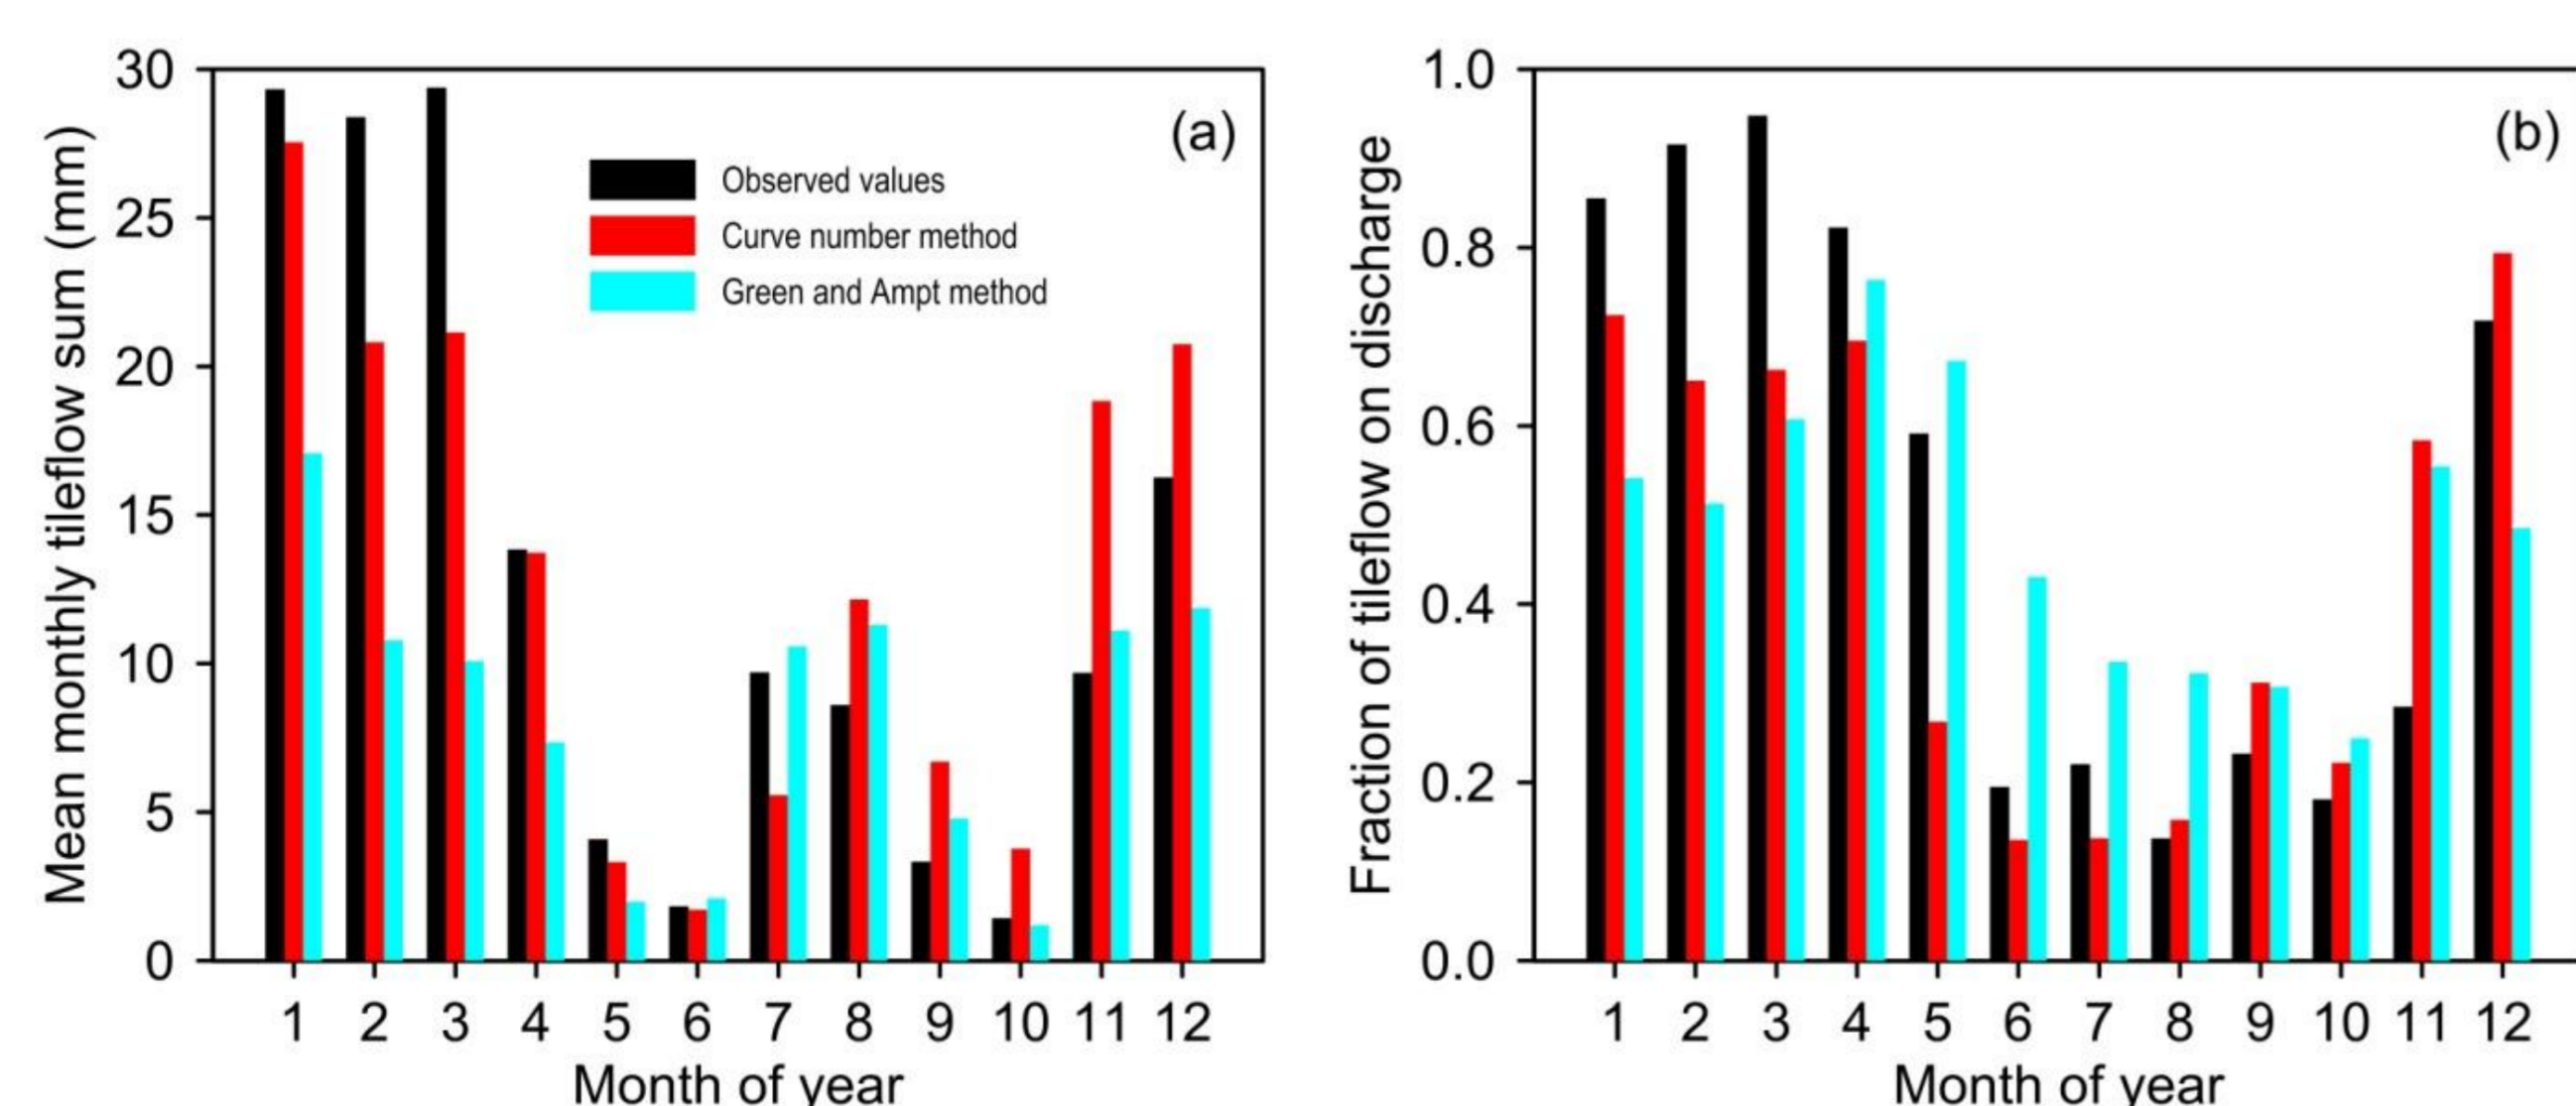 (a)
Mean monthly tileflow sum (mm)
30
25
20
15
10
5
0
Observed values
Curve number method
Green and Ampt method
1 2 3 4 5 6 7 8 9 10 11 12
Month of year
(b)
Fraction of tileflow on discharge
1.0
0.8
0.6
0.4
0.2
0.0
1 2 3 4 5 6 7 8 9 10 11 12
Month of year